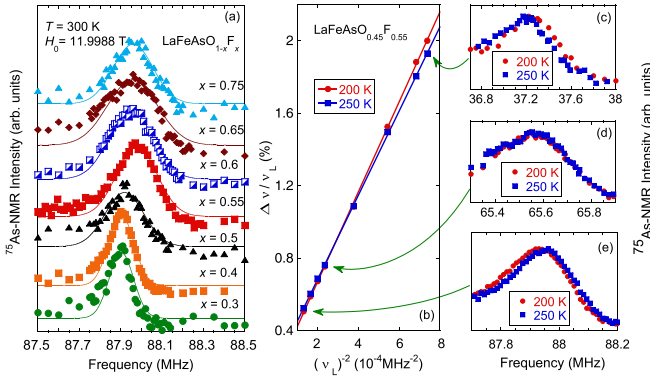 (a)
T = 300 K
H0 = 11.9988 T
LaFeAsO1-xFx
x = 0.75
x = 0.65
x = 0.6
x = 0.55
x = 0.5
x = 0.4
x = 0.3
75As-NMR Intensity (arb. units)
87.5 87.7 87.9 88.1 88.3 88.5
Frequency (MHz)
LaFeAsO0.45F0.55
200 K
250 K
(b)
Δ ν/ν L (%)
2
1.6
1.2
0.8
0.4
1 2 3 4 5 6 7 8
(ν L)-2 (10-4MHz-2)
(c)
200 K
250 K
36.8 37.2 37.6 38
(d)
200 K
250 K
65.4 65.6 65.8
(e)
200 K
250 K
87.8 88 88.2
Frequency (MHz)
75As-NMR Intensity (arb. units)